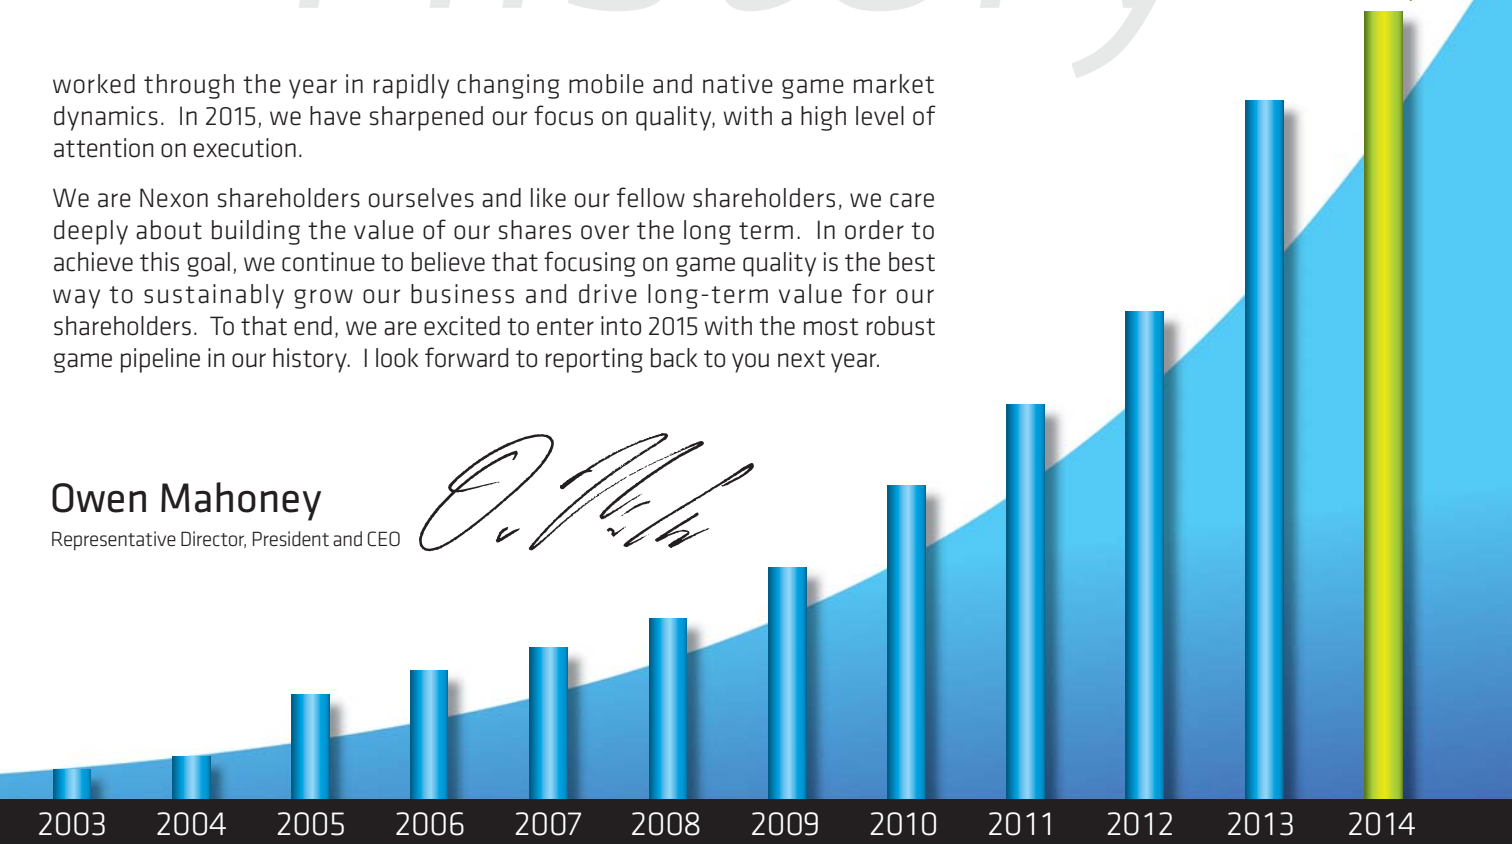 worked through the year in rapidly changing mobile and native game market
dynamics.  In 2015, we have sharpened our focus on quality, with a high level of
attention on execution.
We are Nexon shareholders ourselves and like our fellow shareholders, we care
deeply about building the value of our shares over the long term.  In order to
achieve this goal, we continue to believe that focusing on game quality is the best
way to sustainably grow our business and drive long-term value for our
shareholders.  To that end, we are excited to enter into 2015 with the most robust
game pipeline in our history.  I look forward to reporting back to you next year.
Owen Mahoney
Representative Director, President and CEO
2003 2004 2005 2006 2007 2008 2009 2010 2011 2012 2013 2014